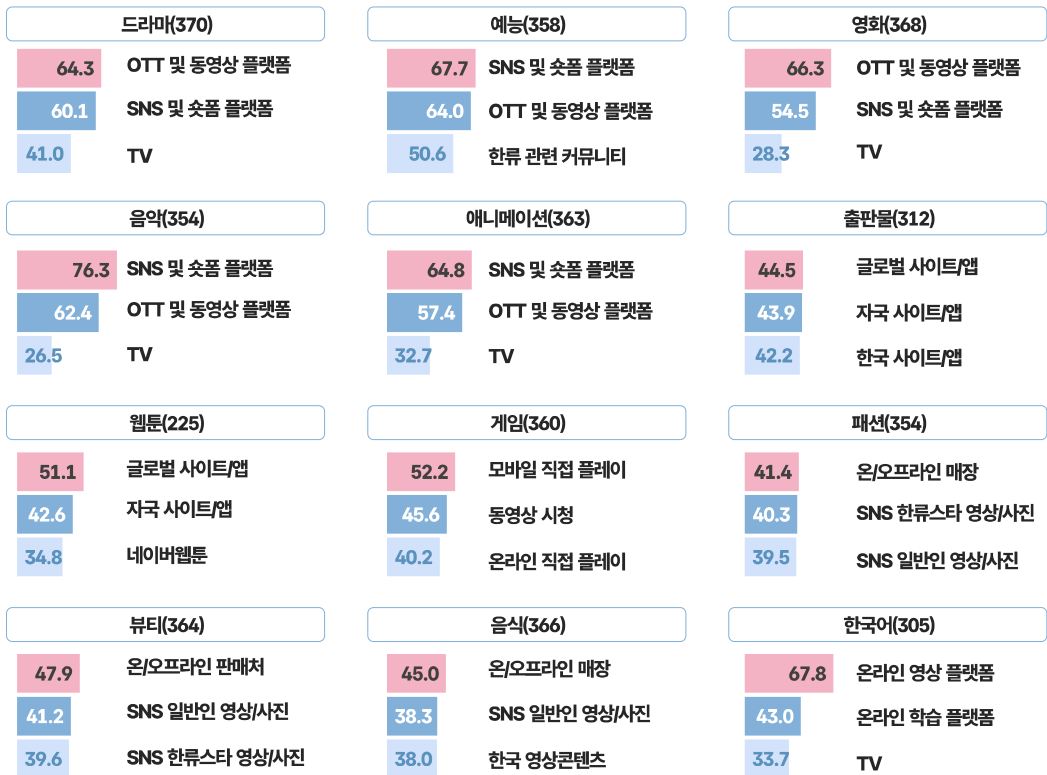 드라마(370)
64.3 OTT 및 동영상 플랫폼
60.1 SNS 및 숏폼 플랫폼
41.0 TV
예능(358)
67.7 SNS 및 숏폼 플랫폼
64.0 OTT 및 동영상 플랫폼
50.6 한류 관련 커뮤니티
영화(368)
66.3 OTT 및 동영상 플랫폼
54.5 SNS 및 숏폼 플랫폼
28.3 TV
음악(354)
76.3 SNS 및 숏폼 플랫폼
62.4 OTT 및 동영상 플랫폼
26.5 TV
애니메이션(363)
64.8 SNS 및 숏폼 플랫폼
57.4 OTT 및 동영상 플랫폼
32.7 TV
출판물(312)
44.5 글로벌 사이트/앱
43.9 자국 사이트/앱
42.2 한국 사이트/앱
웹툰(225)
51.1 글로벌 사이트/앱
42.6 자국 사이트/앱
34.8 네이버웹툰
게임(360)
52.2 모바일 직접 플레이
45.6 동영상 시청
40.2 온라인 직접 플레이
패션(354)
41.4 온/오프라인 매장
40.3 SNS 한류스타 영상/사진
39.5 SNS 일반인 영상/사진
뷰티(364)
47.9 온/오프라인 판매처
41.2 SNS 일반인 영상/사진
39.6 SNS 한류스타 영상/사진
음식(366)
45.0 온/오프라인 매장
38.3 SNS 일반인 영상/사진
38.0 한국 영상콘텐츠
한국어(305)
67.8 온라인 영상 플랫폼
43.0 온라인 학습 플랫폼
33.7 TV